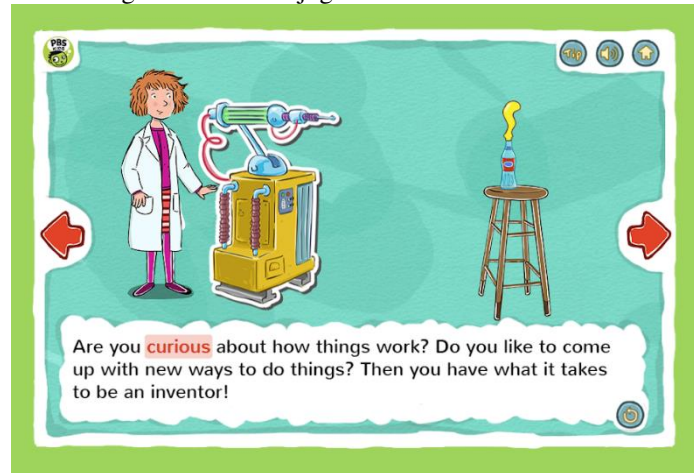 PBS
KIDS
Tap
Are you curious about how things work? Do you like to come
up with new ways to do things? Then you have what it takes
to be an inventor!